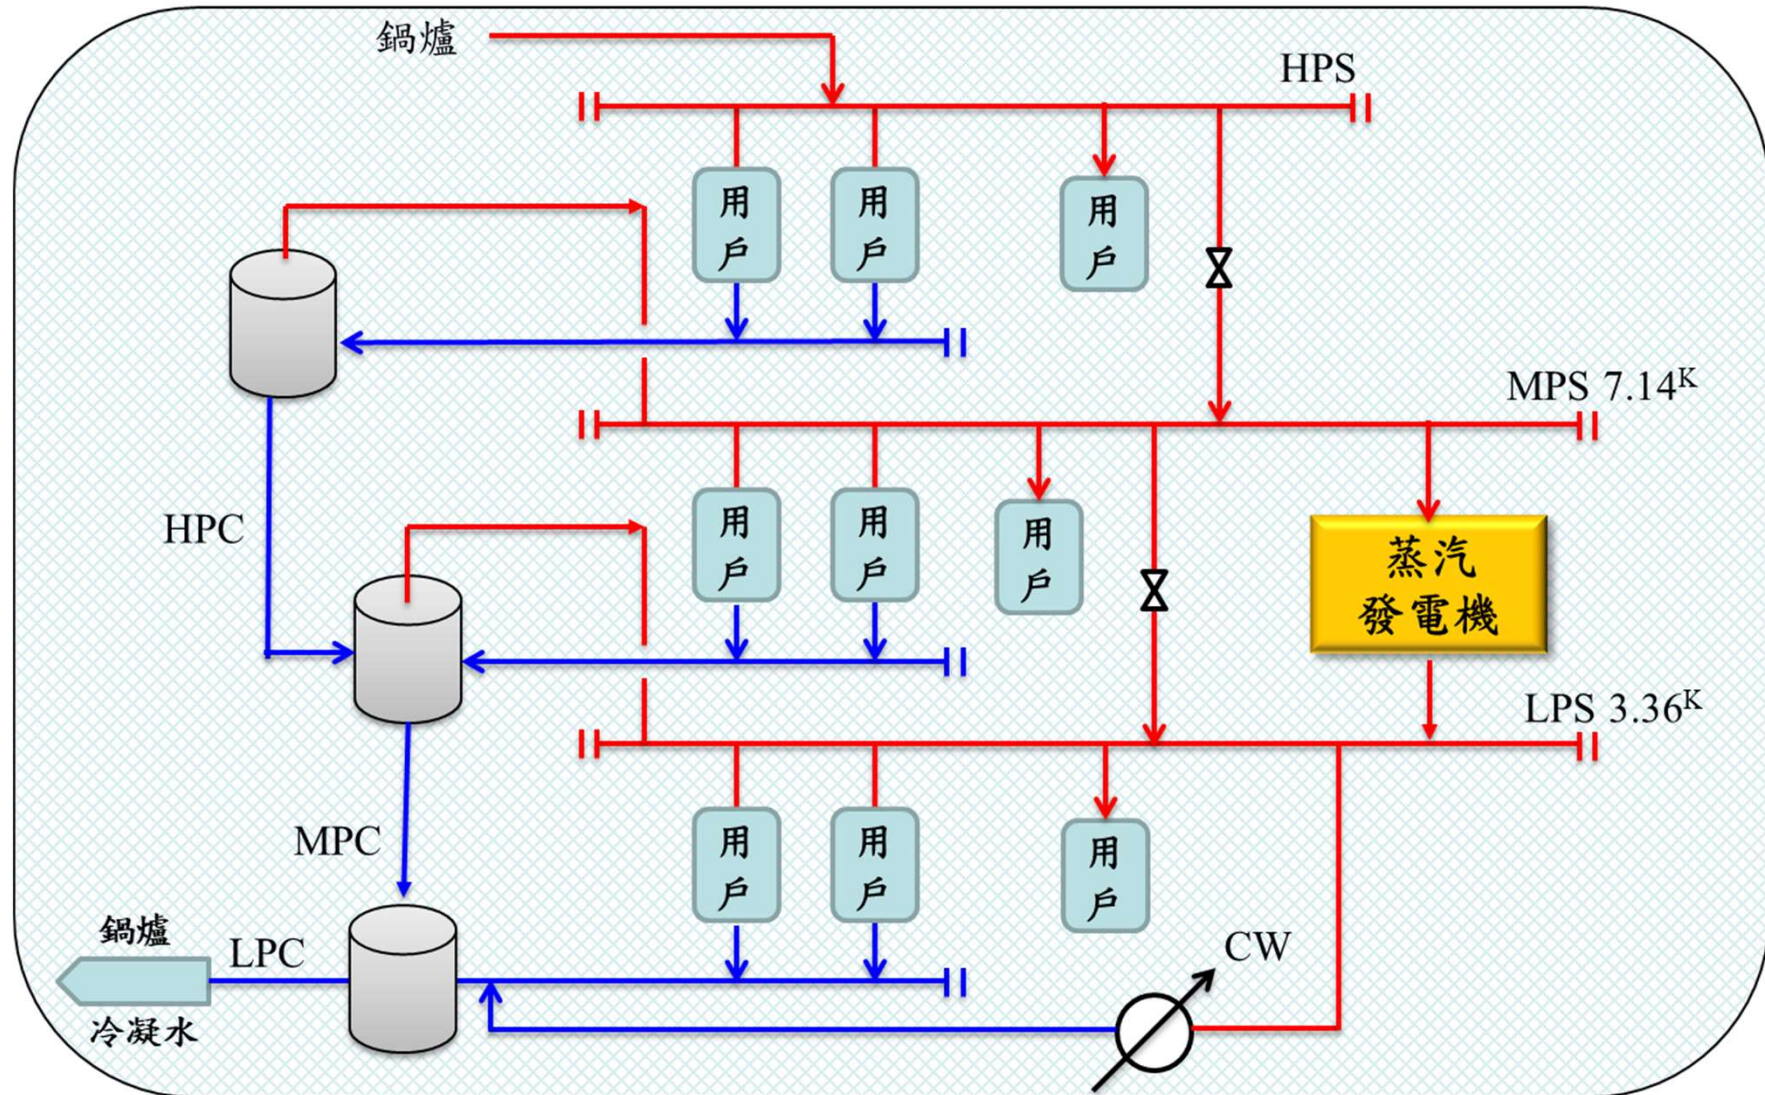 鍋爐
HPS
用戶
用戶
用戶
MPS 7.14ᴷ
HPC
用戶
用戶
用戶
蒸汽
發電機
LPS 3.36ᴷ
MPC
用戶
用戶
用戶
鍋爐
LPC
冷凝水
CW